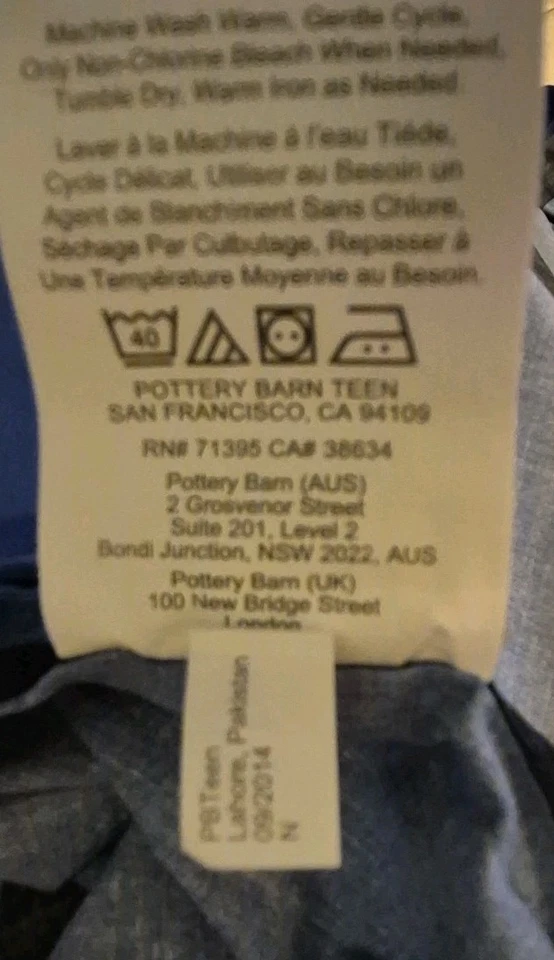 Machine Wash Warm, Gentle Cycle,
Only Non-Chlorine Bleach When Needed,
Tumble Dry, Warm Iron as Needed.
Laver à la Machine à l'eau Tiède,
Cycle Délicat, Utiliser au Besoin un
Agent de Blanchiment Sans Chlore,
Séchage Par Culbutage, Repasser à
Une Température Moyenne au Besoin.
40
POTTERY BARN TEEN
SAN FRANCISCO, CA 94109
RN# 71395 CA# 38634
Pottery Barn (AUS)
2 Grosvenor Street
Suite 201, Level 2
Bondi Junction, NSW 2022, AUS
Pottery Barn (UK)
100 New Bridge Street
London
PBTeen
Lahore, Pakistan
09/2014
N